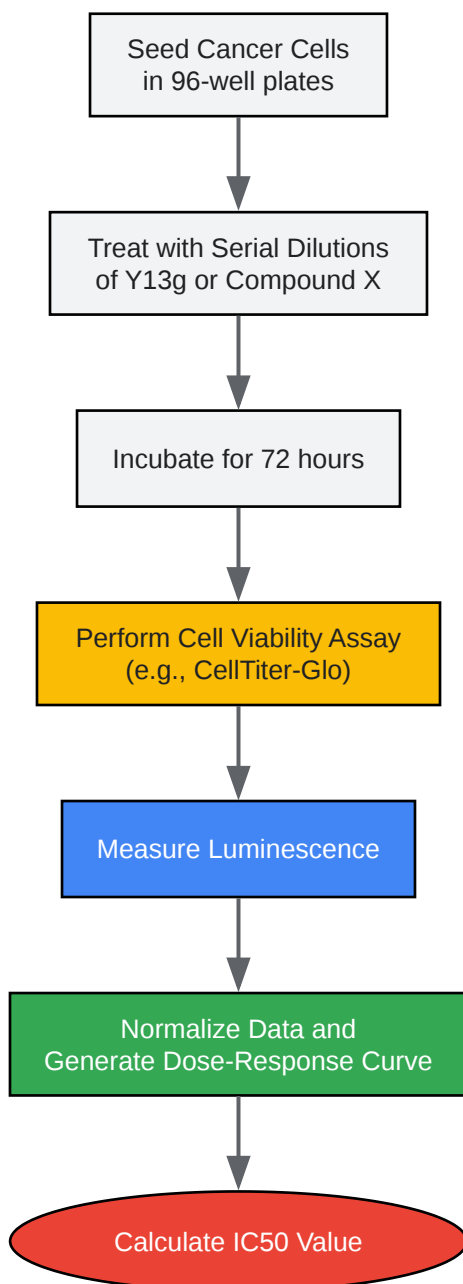 Seed Cancer Cells
in 96-well plates
Treat with Serial Dilutions
of Y13g or Compound X
Incubate for 72 hours
Perform Cell Viability Assay
(e.g., CellTiter-Glo)
Measure Luminescence
Normalize Data and
Generate Dose-Response Curve
Calculate IC50 Value